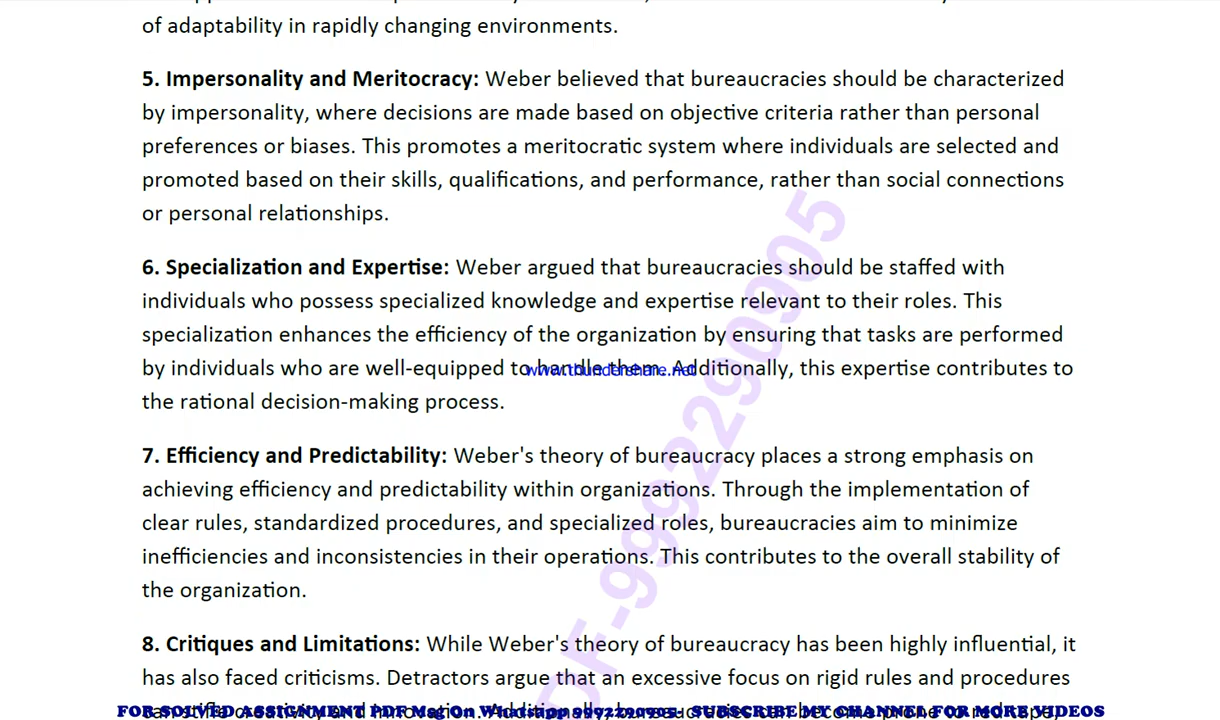 of adaptability in rapidly changing environments.
5. Impersonality and Meritocracy: Weber believed that bureaucracies should be characterized
by impersonality, where decisions are made based on objective criteria rather than personal
preferences or biases. This promotes a meritocratic system where individuals are selected and
promoted based on their skills, qualifications, and performance, rather than social connections
or personal relationships.
6. Specialization and Expertise: Weber argued that bureaucracies should be staffed with
individuals who possess specialized knowledge and expertise relevant to their roles. This
specialization enhances the efficiency of the organization by ensuring that tasks are performed
by individuals who are well-equipped to handle them. Additionally, this expertise contributes to
www.thundershare.net
the rational decision-making process.
7. Efficiency and Predictability: Weber's theory of bureaucracy places a strong emphasis on
achieving efficiency and predictability within organizations. Through the implementation of
clear rules, standardized procedures, and specialized roles, bureaucracies aim to minimize
inefficiencies and inconsistencies in their operations. This contributes to the overall stability of
the organization.
8. Critiques and Limitations: While Weber's theory of bureaucracy has been highly influential, it
has also faced criticisms. Detractors argue that an excessive focus on rigid rules and procedures
FOR SOLVED ASSIGNMENT PDF Msg On Whatsapp 9992290905- SUBSCRIBE MY CHANNEL FOR MORE VIDEOS
DF-9992290905